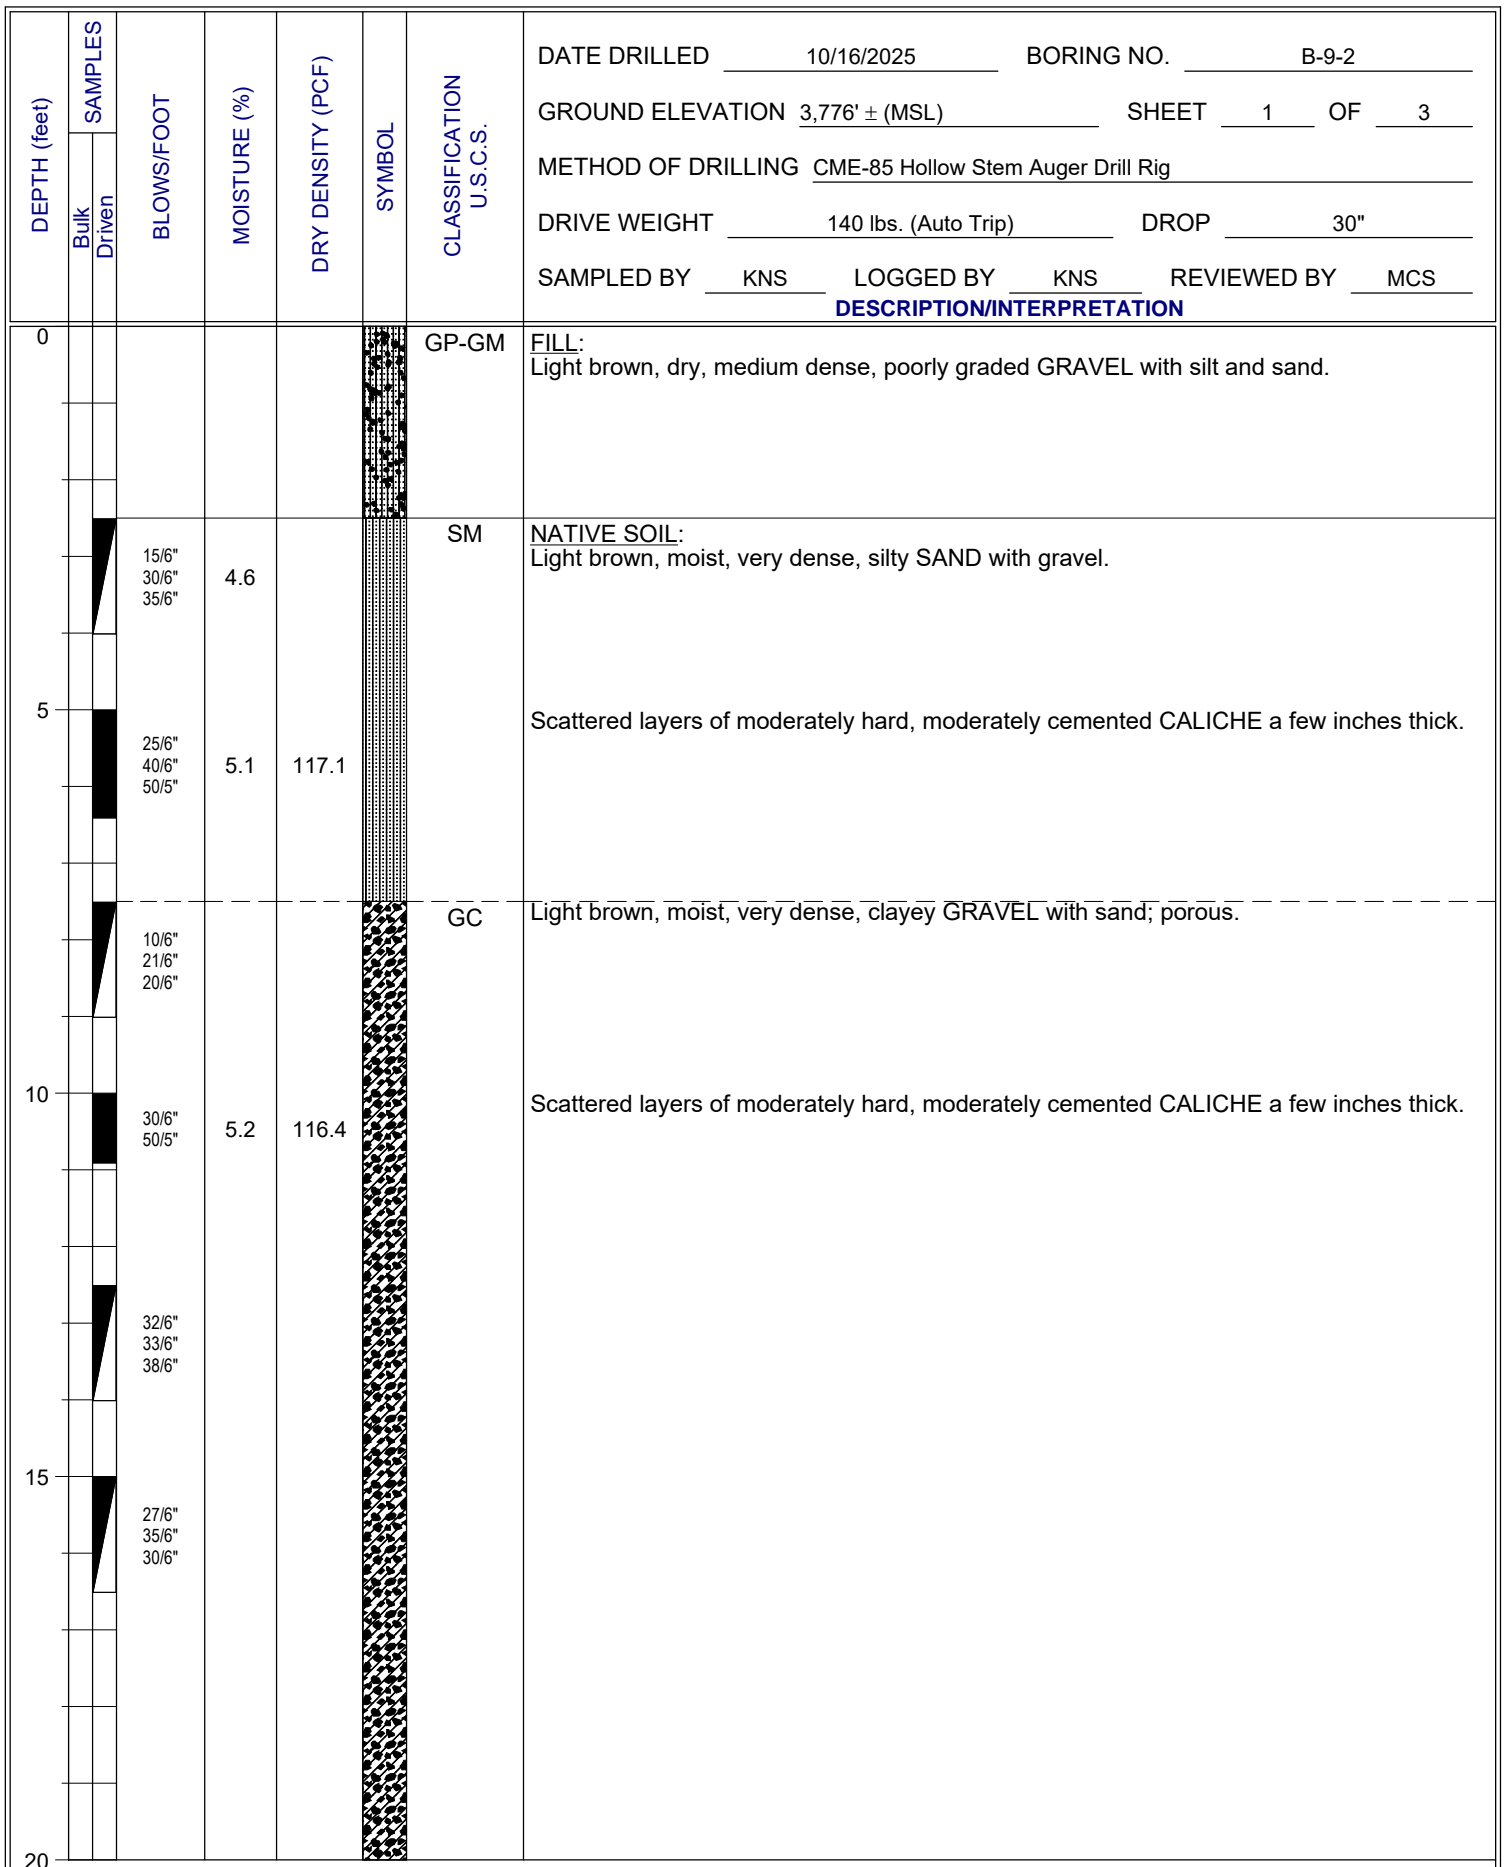 DEPTH (feet)
SAMPLES
Bulk
Driven
BLOWS/FOOT
MOISTURE (%)
DRY DENSITY (PCF)
SYMBOL
CLASSIFICATION
U.S.C.S.
DATE DRILLED 10/16/2025 BORING NO. B-9-2
GROUND ELEVATION 3,776' ± (MSL) SHEET 1 OF 3
METHOD OF DRILLING CME-85 Hollow Stem Auger Drill Rig
DRIVE WEIGHT 140 lbs. (Auto Trip) DROP 30"
SAMPLED BY KNS LOGGED BY KNS REVIEWED BY MCS
DESCRIPTION/INTERPRETATION
0 GP-GM FILL:
Light brown, dry, medium dense, poorly graded GRAVEL with silt and sand.
SM NATIVE SOIL:
Light brown, moist, very dense, silty SAND with gravel.
15/6"
30/6" 4.6
35/6"
5 Scattered layers of moderately hard, moderately cemented CALICHE a few inches thick.
25/6"
40/6" 5.1 117.1
50/5"
GC Light brown, moist, very dense, clayey GRAVEL with sand; porous.
10/6"
21/6"
20/6"
10 Scattered layers of moderately hard, moderately cemented CALICHE a few inches thick.
30/6"
50/5" 5.2 116.4
32/6"
33/6"
38/6"
15
27/6"
35/6"
30/6"
20